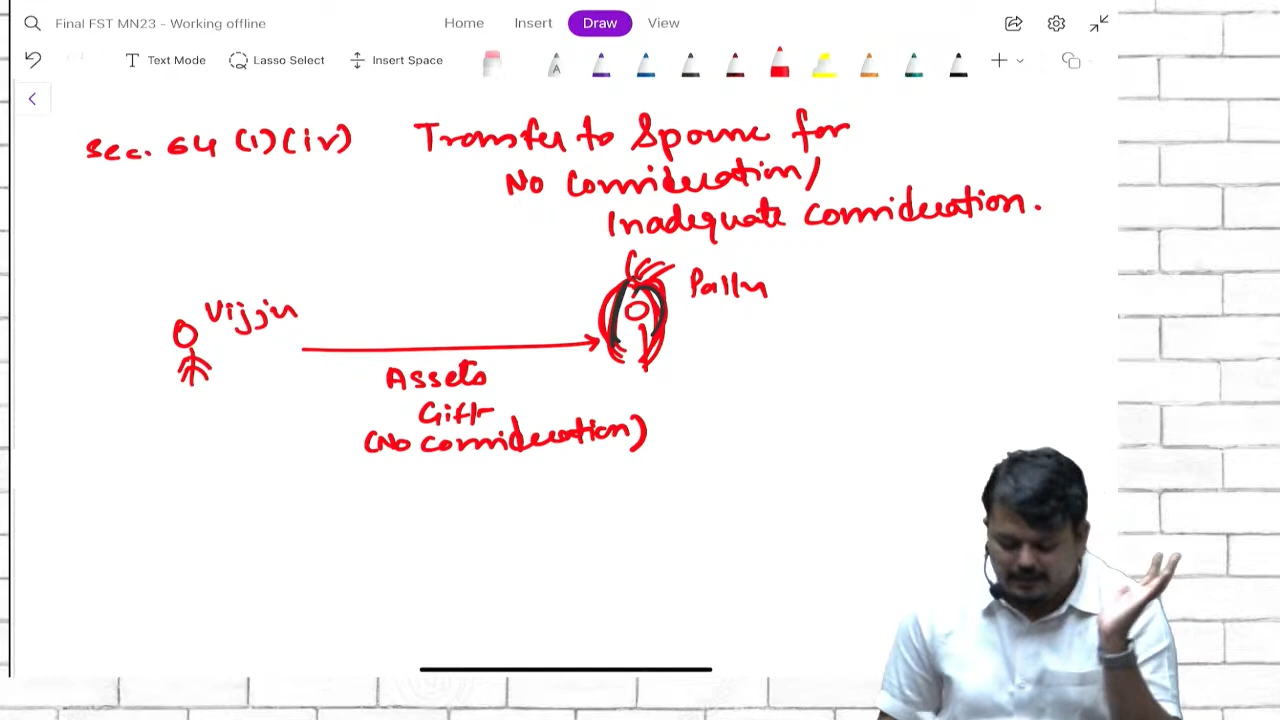 Final FST MN23 - Working offline
Home Insert Draw View
Text Mode Lasso Select Insert Space
A
Sec. 64 (i)(iv) Transfer to Spouse for
No Consideration/
Inadequate consideration.
Vijju
Pallu
Assets
Gift
(No consideration)